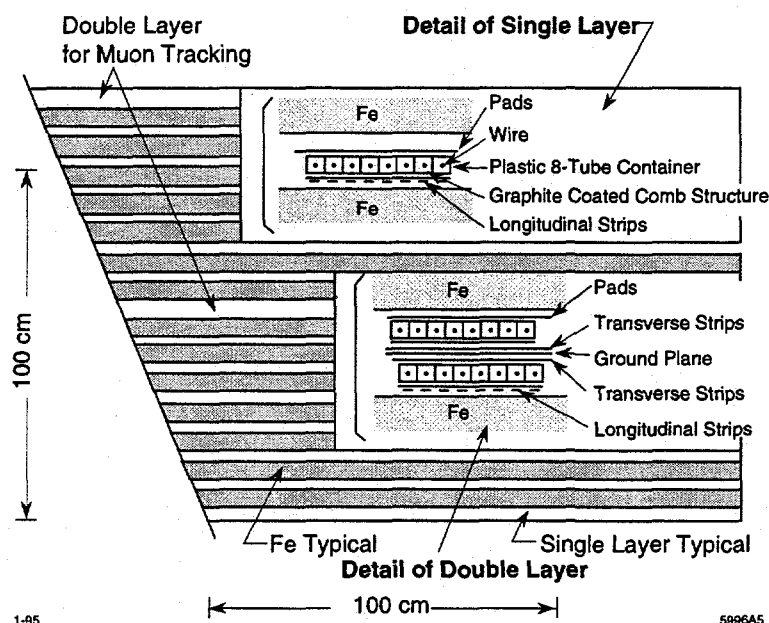 Double Layer
for Muon Tracking
Detail of Single Layer
Fe
Pads
Wire
Plastic 8-Tube Container
Graphite Coated Comb Structure
Longitudinal Strips
Fe
100 cm
Fe
Pads
Transverse Strips
Ground Plane
Transverse Strips
Longitudinal Strips
Fe
Fe Typical
Single Layer Typical
Detail of Double Layer
100 cm
1-95
5996A5